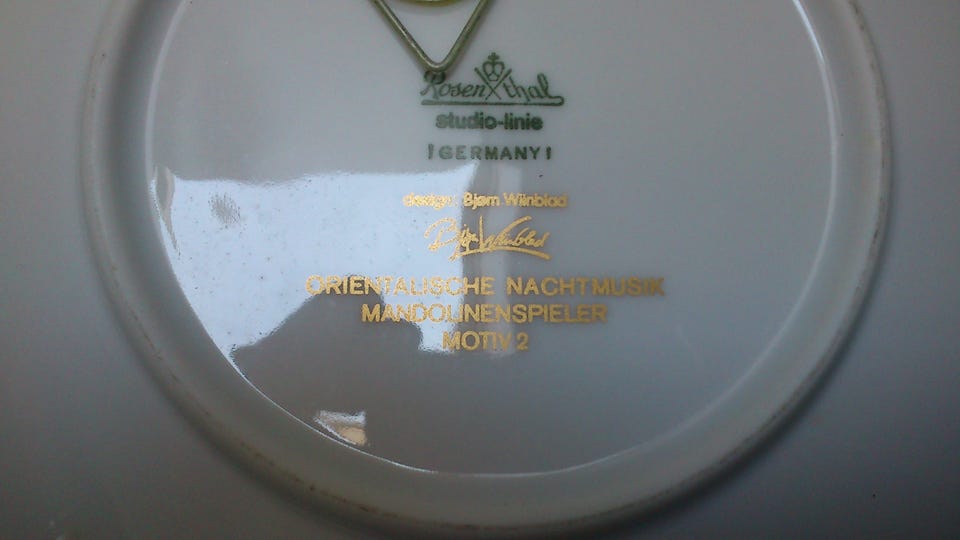 Rosenthal
studio-linie
GERMANY
design: Bjørn Wiinblad
Bjørn Wiinblad
ORIENTALISCHE NACHTMUSIK
MANDOLINENSPIELER
MOTIV 2